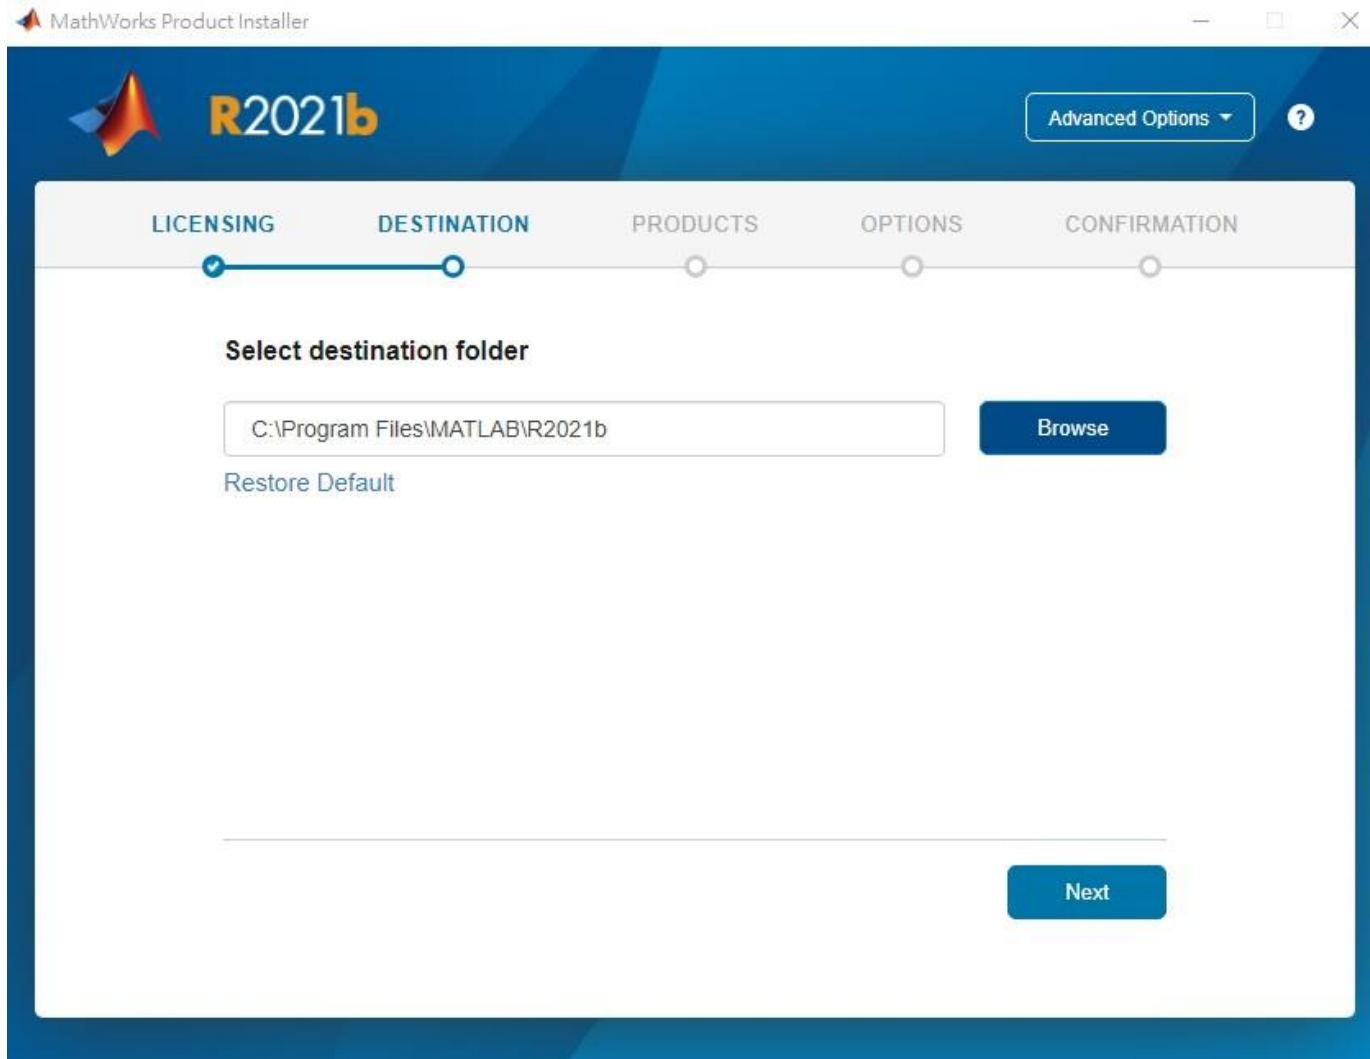 MathWorks Product Installer
R2021b
Advanced Options
?
LICENSING DESTINATION PRODUCTS OPTIONS CONFIRMATION
Select destination folder
C:\Program Files\MATLAB\R2021b
Browse
Restore Default
Next